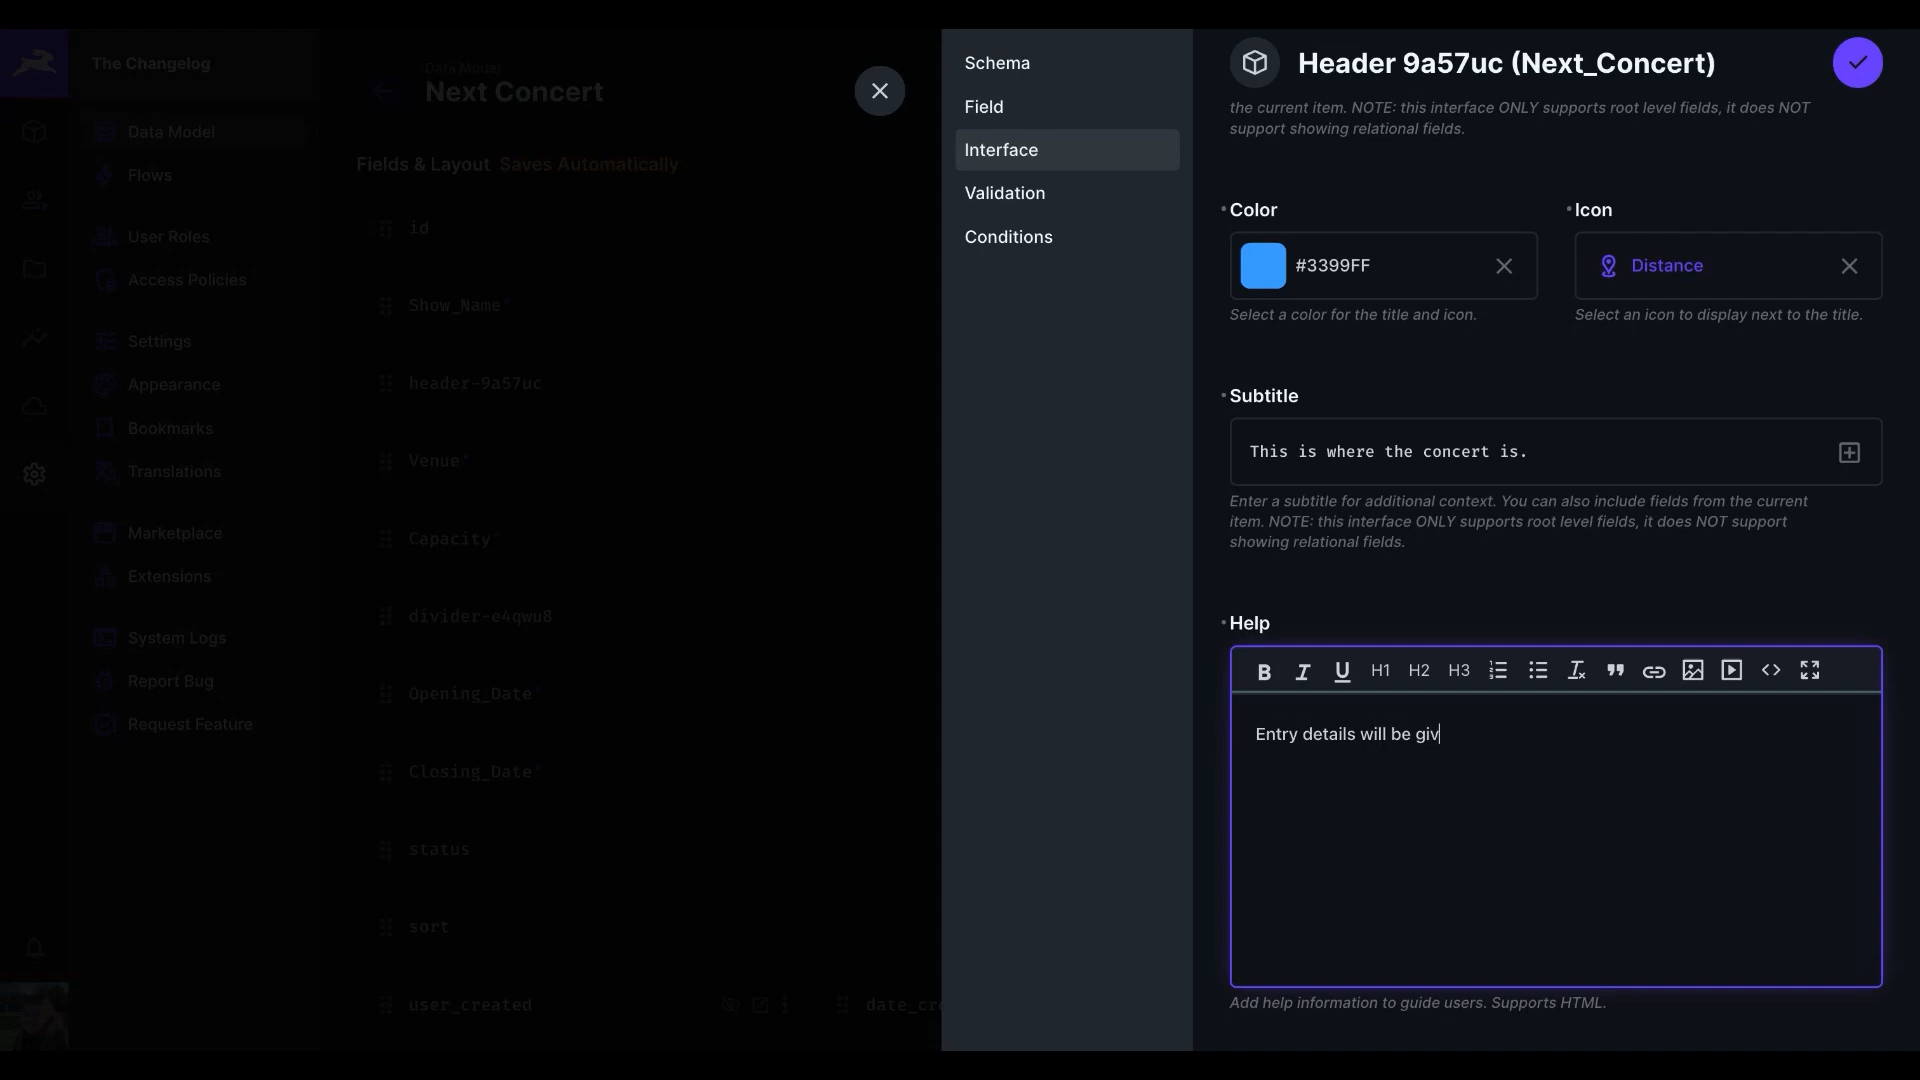 The Changelog
Data Model
Flows
User Roles
Access Policies
Settings
Appearance
Bookmarks
Translations
Marketplace
Extensions
System Logs
Report Bug
Request Feature
Data Model
Next Concert
Fields & Layout Saves Automatically
id
Show_Name*
header-9a57uc
Venue*
Capacity*
divider-e4qwu8
Opening_Date*
Closing_Date*
status
sort
user_created
date_cre
Schema
Field
Interface
Validation
Conditions
Header 9a57uc (Next_Concert)
the current item. NOTE: this interface ONLY supports root level fields, it does NOT
support showing relational fields.
Color
#3399FF
Select a color for the title and icon.
Icon
Distance
Select an icon to display next to the title.
Subtitle
This is where the concert is.
Enter a subtitle for additional context. You can also include fields from the current
item. NOTE: this interface ONLY supports root level fields, it does NOT support
showing relational fields.
Help
B I U H1 H2 H3
Entry details will be giv
Add help information to guide users. Supports HTML.